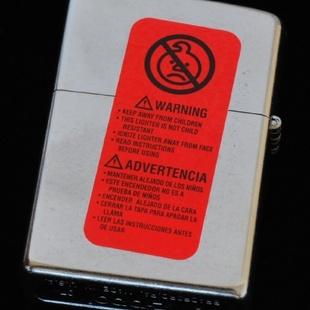 ⚠ WARNING
• KEEP AWAY FROM CHILDREN
• THIS LIGHTER IS NOT CHILD
RESISTANT
• IGNITE LIGHTER AWAY FROM FACE
• READ INSTRUCTIONS
BEFORE USING
⚠ ADVERTENCIA
• MANTENER ALEJADO DE LOS NIÑOS
• ESTE ENCENDEDOR NO ES A
PRUEBA DE NIÑOS
• ENCENDER ALEJADO DE LA CARA
• CERRAR LA TAPA PARA APAGAR LA
LLAMA
• LEER LAS INSTRUCCIONES ANTES
DE USAR